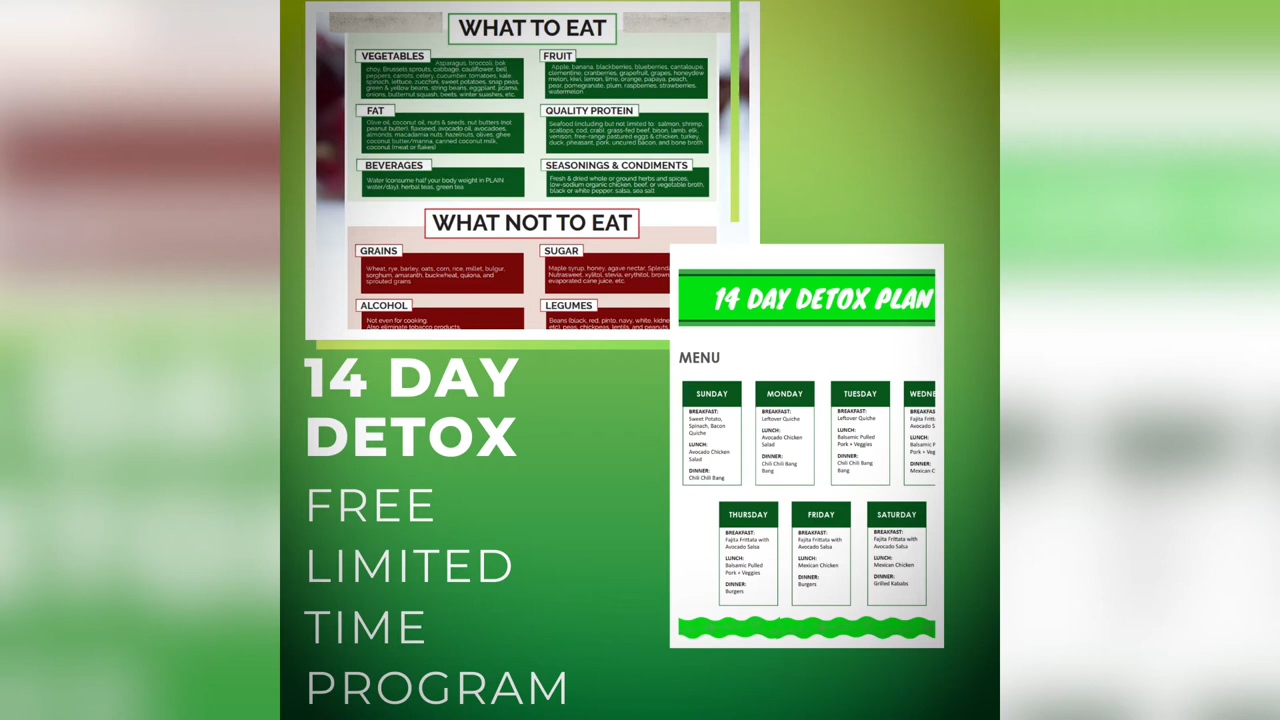 WHAT TO EAT
VEGETABLES
Asparagus, broccoli, bok
choy, Brussels sprouts, cabbage, cauliflower, bell
peppers, carrots, celery, cucumber, tomatoes, kale,
spinach, lettuce, zucchini, sweet potatoes, snap peas,
green & yellow beans, string beans, eggplant, jicama,
onions, butternut squash, beets, winter suashes, etc.
FRUIT
Apple, banana, blackberries, blueberries, cantaloupe,
clementine, cranberries, grapefruit, grapes, honeydew
melon, kiwi, lemon, lime, orange, papaya, peach,
pear, pomegranate, plum, raspberries, strawberries,
watermelon
FAT
Olive oil, coconut oil, nuts & seeds, nut butters (not
peanut butter), flaxseed, avocado oil, avocadoes,
almonds, macadamia nuts, hazelnuts, olives, ghee
coconut butter/manna, canned coconut milk,
coconut (meat or flakes)
QUALITY PROTEIN
Seafood (including but not limited to salmon, shrimp,
scallops, cod, crab), grass-fed beef, bison, lamb, elk,
venison, free-range pastured eggs & chicken, turkey,
duck, pheasant, pork, uncured bacon, and bone broth
BEVERAGES
Water (consume half your body weight in PLAIN
water/day), herbal teas, green tea
SEASONINGS & CONDIMENTS
Fresh & dried whole or ground herbs and spices,
low-sodium organic chicken, beef, or vegetable broth,
black or white pepper, salsa, sea salt
WHAT NOT TO EAT
GRAINS
Wheat, rye, barley, oats, corn, rice, millet, bulgur,
sorghum, amaranth, buckwheat, quiona, and
sprouted grains
SUGAR
Maple syrup, honey, agave nectar, Splenda
Nutrasweet, xylitol, stevia, erythitol, brown
evaporated cane juice, etc.
ALCOHOL
Not even for cooking.
Also eliminate tobacco products.
LEGUMES
Beans (black, red, pinto, navy, white, kidne
etc), peas, chickpeas, lentils, and peanuts
14 DAY
DETOX
FREE
LIMITED
TIME
PROGRAM
14 DAY DETOX PLAN
MENU
SUNDAY
BREAKFAST:
Sweet Potato,
Spinach, Bacon
Quiche
LUNCH:
Avocado Chicken
Salad
DINNER:
Chili Chili Bang
MONDAY
BREAKFAST:
Leftover Quiche
LUNCH:
Avocado Chicken
Salad
DINNER:
Chili Chili Bang
Bang
TUESDAY
BREAKFAST:
Leftover Quiche
LUNCH:
Balsamic Pulled
Pork + Veggies
DINNER:
Chili Chili Bang
Bang
WEDNE
BREAKFAS
Fajita Fritt
Avocado S
LUNCH:
Balsamic P
Pork + Veg
DINNER:
Mexican C
THURSDAY
BREAKFAST:
Fajita Frittata with
Avocado Salsa
LUNCH:
Balsamic Pulled
Pork + Veggies
DINNER:
Burgers
FRIDAY
BREAKFAST:
Fajita Frittata with
Avocado Salsa
LUNCH:
Mexican Chicken
DINNER:
Burgers
SATURDAY
BREAKFAST:
Fajita Frittata with
Avocado Salsa
LUNCH:
Mexican Chicken
DINNER:
Grilled Kababs